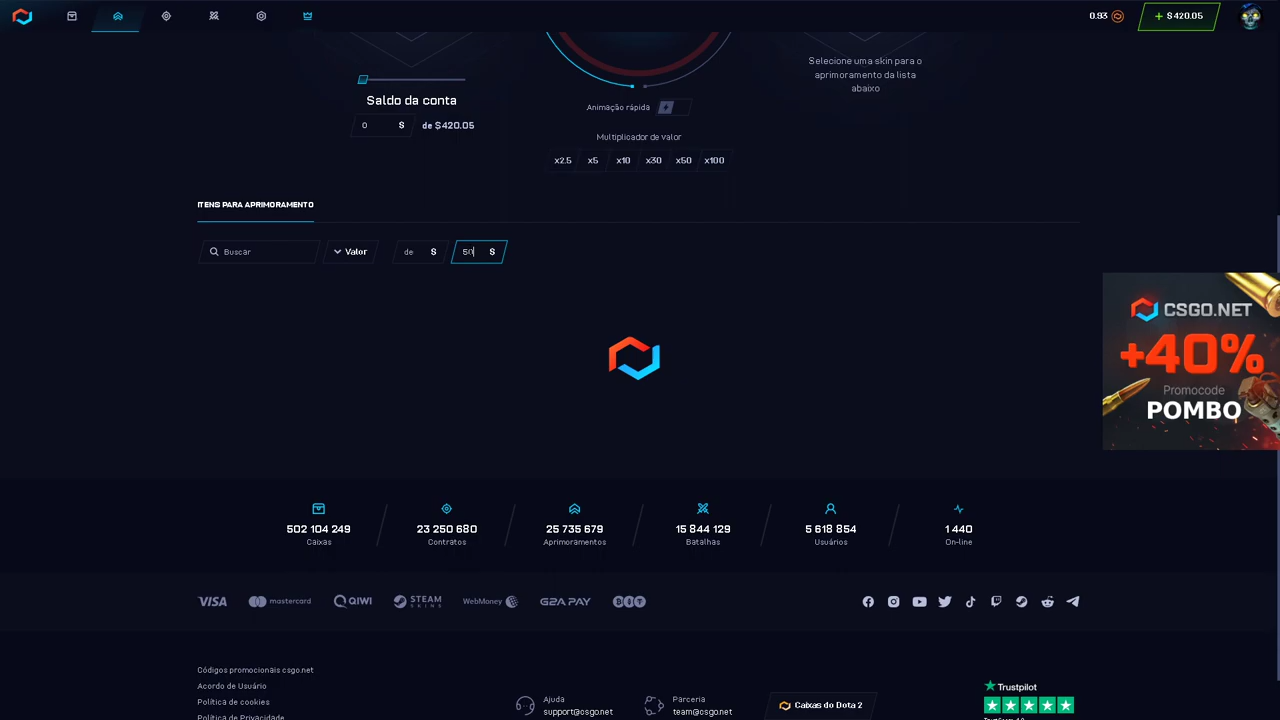 0.93
+ $420.05
Selecione uma skin para o
aprimoramento da lista
abaixo
Saldo da conta
0 $ de $420.05
Animação rápida
Multiplicador de valor
x2.5 x5 x10 x30 x50 x100
ITENS PARA APRIMORAMENTO
Buscar Valor de $ 50 $
CSGO.NET
+40%
Promocode
POMBO
502 104 249 23 250 680 25 735 679 15 844 129 5 618 854 1 440
Caixas Contratos Aprimoramentos Batalhas Usuários On-line
VISA mastercard QIWI STEAM SKINS WebMoney G2A PAY BIT
Códigos promocionais csgo.net
Acordo de Usuário
Política de cookies
Política de Privacidade
Ajuda
support@csgo.net
Parceria
team@csgo.net
Caixas do Dota 2
Trustpilot